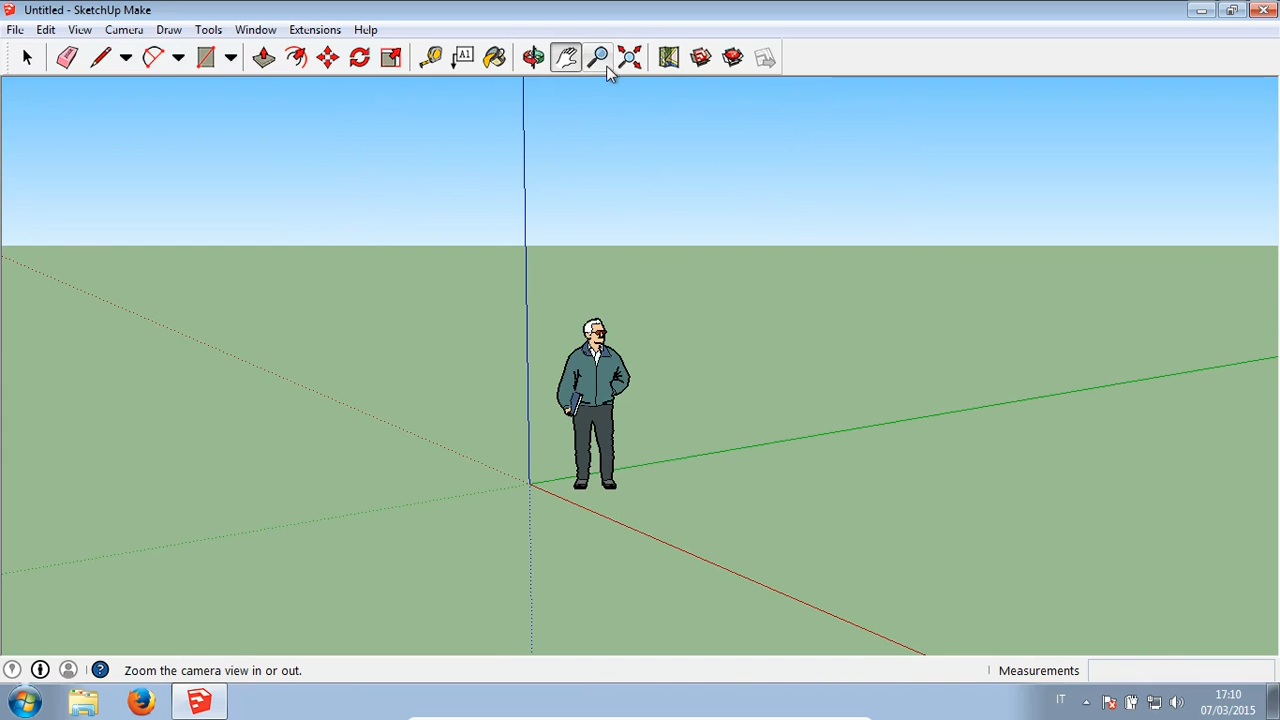 Untitled - SketchUp Make
File Edit View Camera Draw Tools Window Extensions Help
A1
Zoom the camera view in or out.
Measurements
IT
17:10
07/03/2015